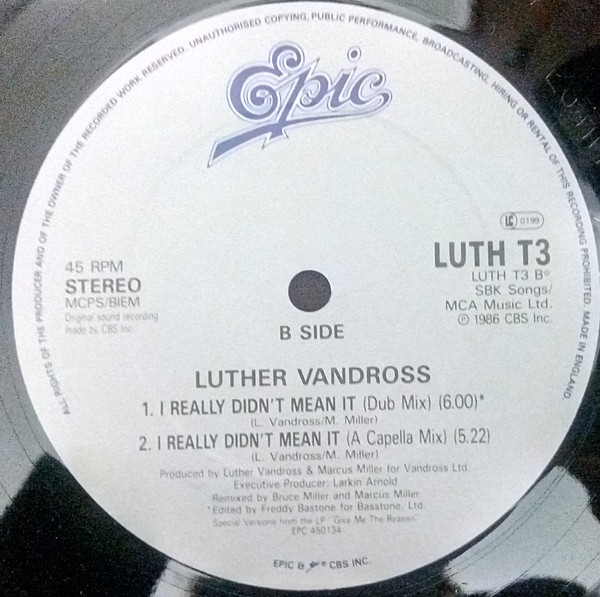 ALL RIGHTS OF THE PRODUCER AND OF THE OWNER OF THE RECORDED WORK RESERVED. UNAUTHORISED COPYING, PUBLIC PERFORMANCE, BROADCASTING, HIRING OR RENTAL OF THIS RECORDING PROHIBITED. MADE IN ENGLAND
Epic
LC 0199
45 RPM
STEREO
MCPS/BIEM
Original sound recording
made by CBS Inc.
LUTH T3
LUTH T3 B°
SBK Songs/
MCA Music Ltd.
℗ 1986 CBS Inc.
B SIDE
LUTHER VANDROSS
1. I REALLY DIDN'T MEAN IT (Dub Mix) (6.00)*
(L. Vandross/M. Miller)
2. I REALLY DIDN'T MEAN IT (A Capella Mix) (5.22)
(L. Vandross/M. Miller)
Produced by Luther Vandross & Marcus Miller for Vandross Ltd.
Executive Producer: Larkin Arnold
Remixed by Bruce Miller and Marcus Miller
*Edited by Freddy Bastone for Basstone, Ltd.
Special Versions from the LP "Give Me The Reason"
EPC 450134
EPIC & ® CBS INC.